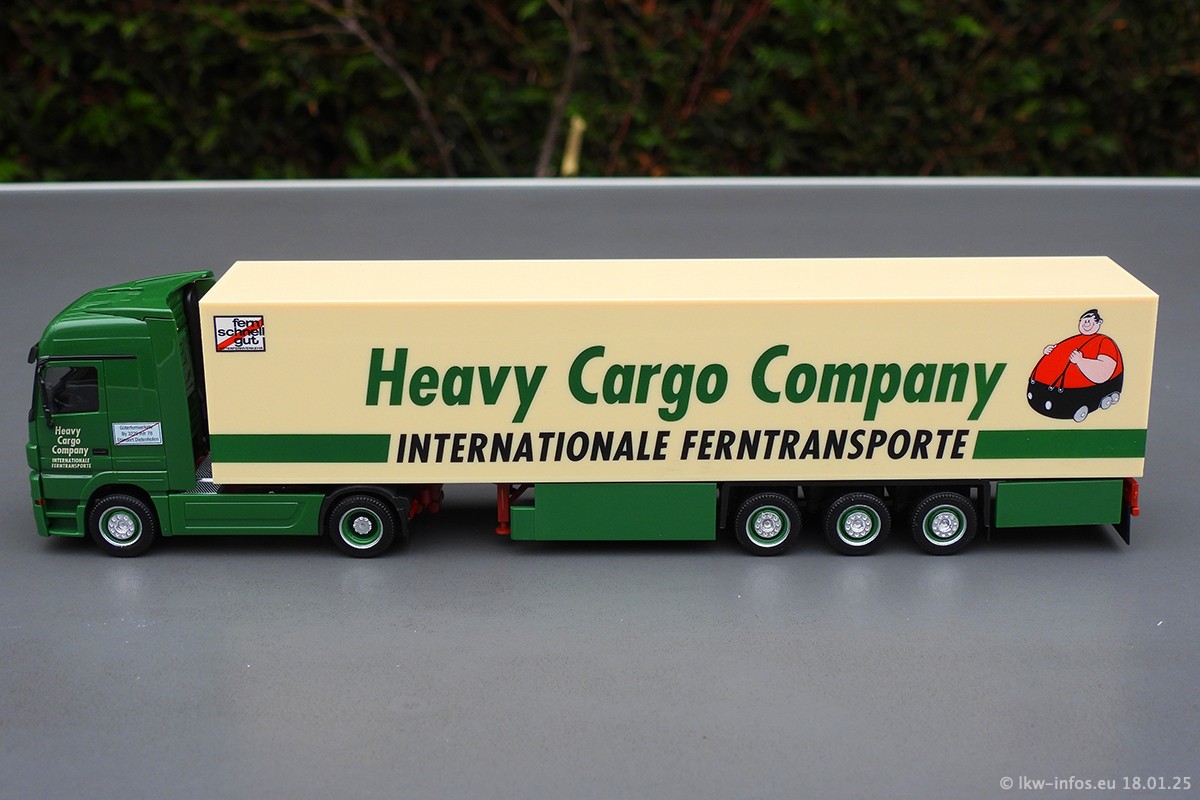 fern
schnell
gut
Heavy Cargo Company
INTERNATIONALE FERNTRANSPORTE
Heavy
Cargo
Company
INTERNATIONALE
FERNTRANSPORTE
Güterfernverkehr
© lkw-infos.eu 18.01.25